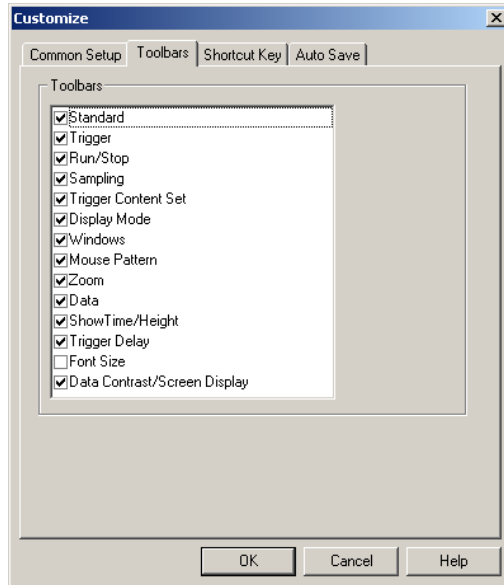 Customize
Common Setup Toolbars Shortcut Key Auto Save
Toolbars
Standard
Trigger
Run/Stop
Sampling
Trigger Content Set
Display Mode
Windows
Mouse Pattern
Zoom
Data
ShowTime/Height
Trigger Delay
Font Size
Data Contrast/Screen Display
OK Cancel Help